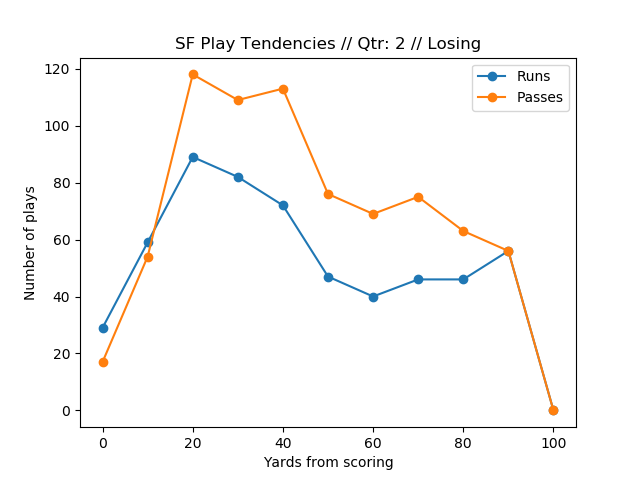 SF Play Tendencies // Qtr: 2 // Losing
Runs
Passes
Number of plays
120
100
80
60
40
20
0
0 20 40 60 80 100
Yards from scoring